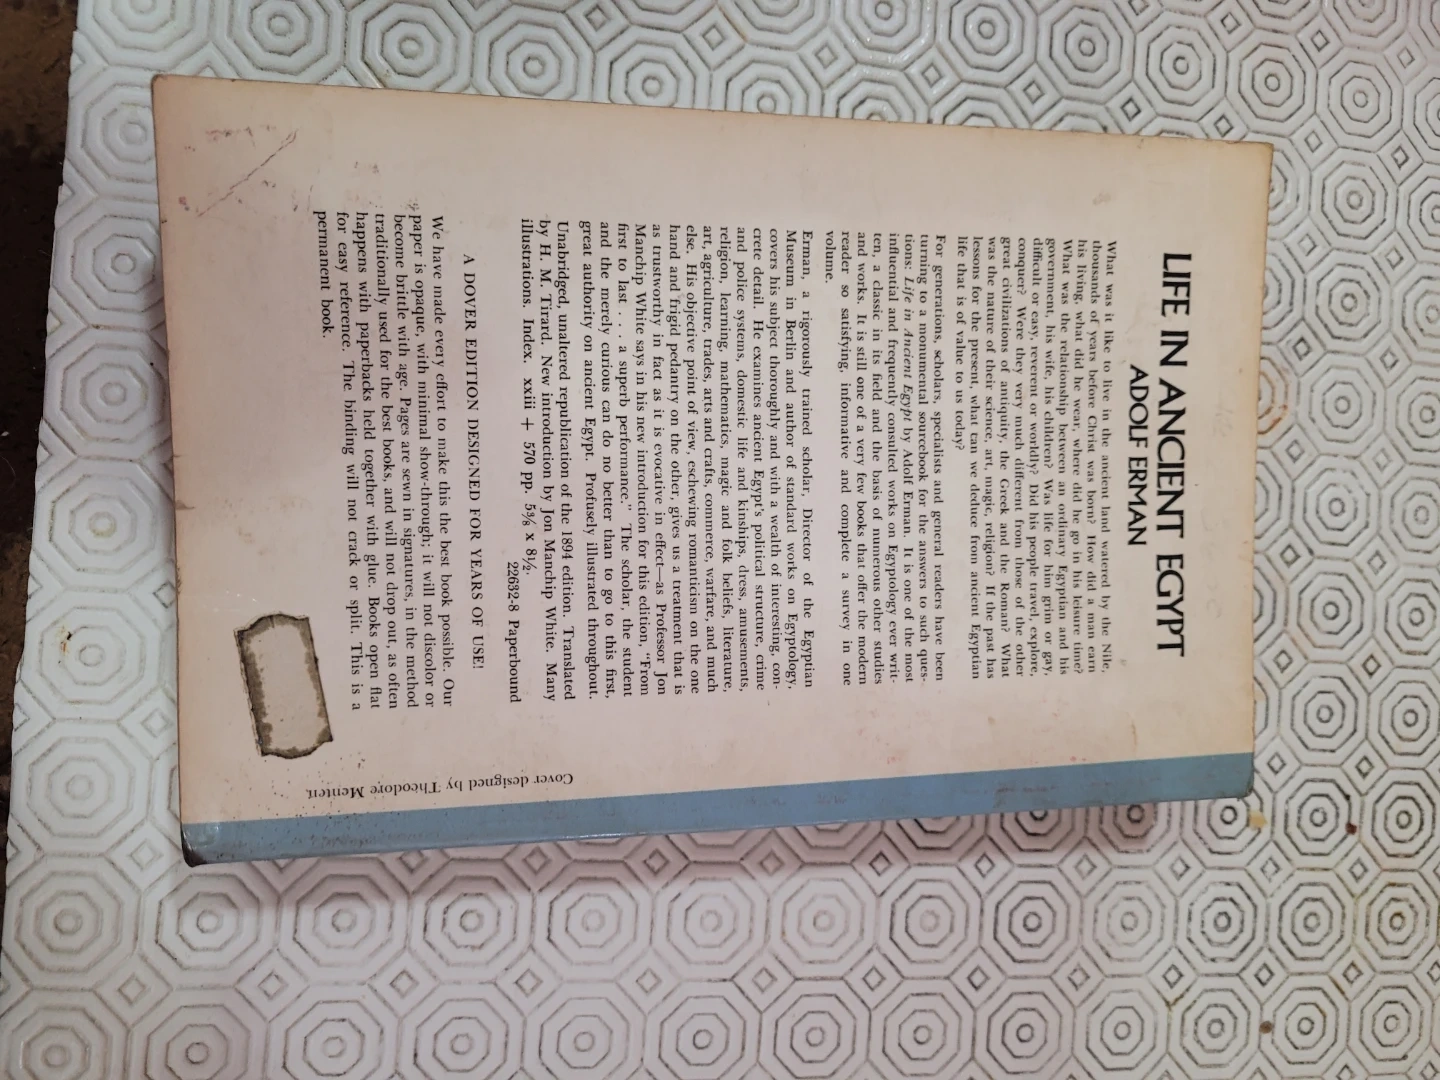 LIFE IN ANCIENT EGYPT
ADOLF ERMAN
What was it like to live in the ancient land watered by the Nile,
thousands of years before Christ was born? How did a man earn
his living, what did he wear, where did he go in his leisure time?
What was the relationship between an ordinary Egyptian and his
government, his wife, his children? Was life for him grim or gay,
difficult or easy, reverent or worldly? Did his people travel, explore,
conquer? Were they very much different from those of the other
great civilizations of antiquity, the Greek and the Roman? What
was the nature of their science, art, magic, religion? If the past has
lessons for the present, what can we deduce from ancient Egyptian
life that is of value to us today?
For generations, scholars, specialists and general readers have been
turning to a monumental sourcebook for the answers to such ques-
tions: Life in Ancient Egypt by Adolf Erman. It is one of the most
influential and frequently consulted works on Egyptology ever writ-
ten, a classic in its field and the basis of numerous other studies
and works. It is still one of a very few books that offer the modern
reader so satisfying, informative and complete a survey in one
volume.
Erman, a rigorously trained scholar, Director of the Egyptian
Museum in Berlin and author of standard works on Egyptology,
covers his subject thoroughly and with a wealth of interesting, con-
crete detail. He examines ancient Egypt's political structure, crime
and police systems, domestic life and kinships, dress, amusements,
religion, learning, mathematics, magic and folk beliefs, literature,
art, agriculture, trades, arts and crafts, commerce, warfare, and much
else. His objective point of view, eschewing romanticism on the one
hand and frigid pedantry on the other, gives us a treatment that is
as trustworthy in fact as it is evocative in effect—as Professor Jon
Manchip White says in his new introduction for this edition, "From
first to last . . . a superb performance." The scholar, the student
and the merely curious can do no better than to go to this first,
great authority on ancient Egypt. Profusely illustrated throughout.
Unabridged, unaltered republication of the 1894 edition. Translated
by H. M. Tirard. New introduction by Jon Manchip White. Many
illustrations. Index. xxiii + 570 pp. 5⅜ x 8½.
22632-8 Paperbound
A DOVER EDITION DESIGNED FOR YEARS OF USE!
We have made every effort to make this the best book possible. Our
paper is opaque, with minimal show-through; it will not discolor or
become brittle with age. Pages are sewn in signatures, in the method
traditionally used for the best books, and will not drop out, as often
happens with paperbacks held together with glue. Books open flat
for easy reference. The binding will not crack or split. This is a
permanent book.
Cover designed by Theodore Menten.